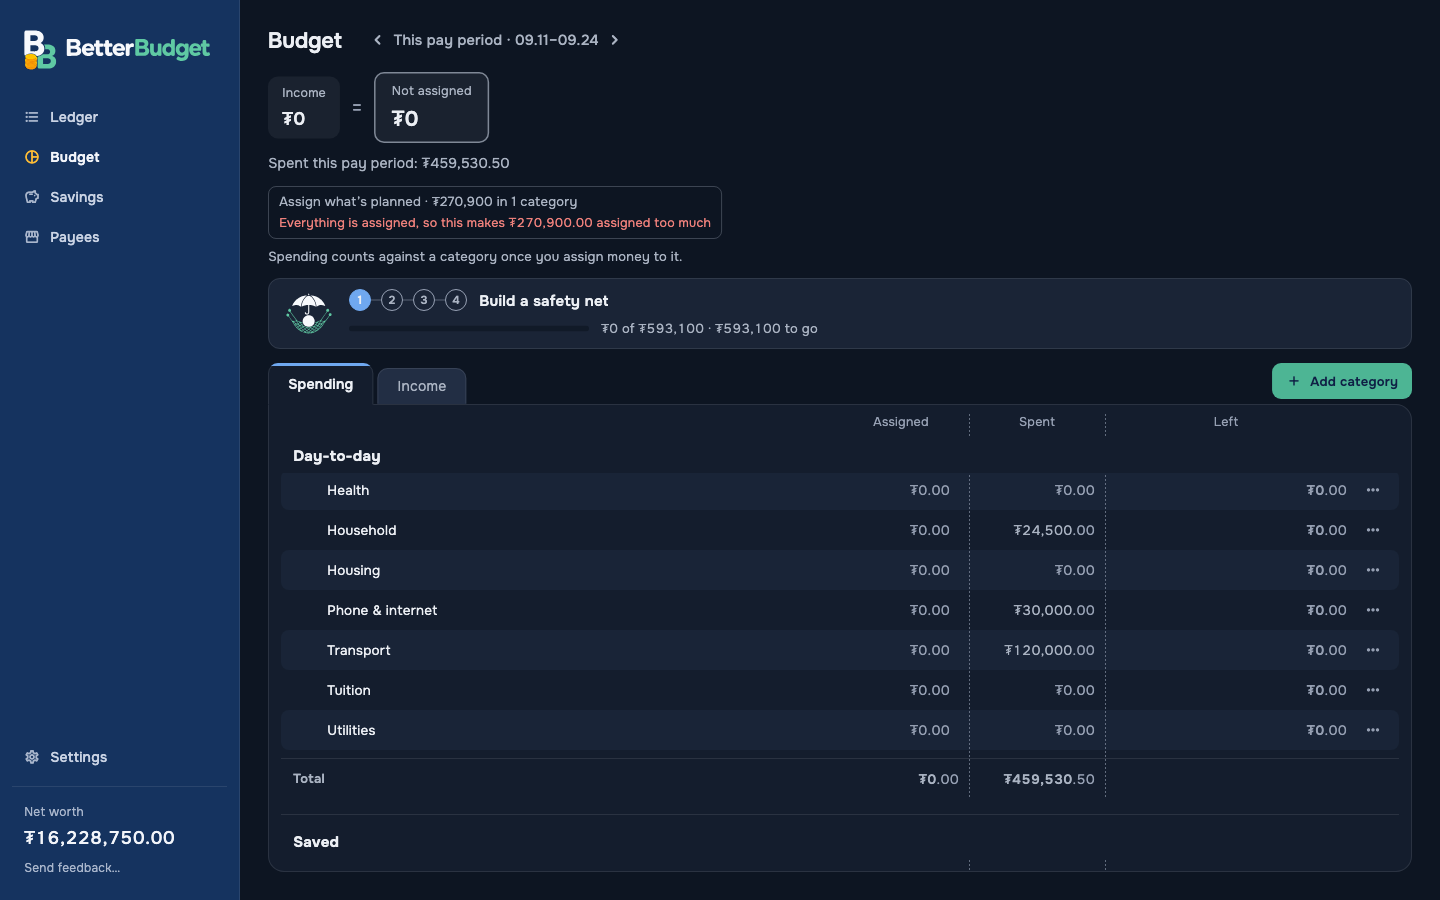 BetterBudget
Ledger
Budget
Savings
Payees
Settings
Net worth
₮16,228,750.00
Send feedback...
Budget
This pay period · 09.11–09.24
Income
₮0
=
Not assigned
₮0
Spent this pay period: ₮459,530.50
Assign what's planned · ₮270,900 in 1 category
Everything is assigned, so this makes ₮270,900.00 assigned too much
Spending counts against a category once you assign money to it.
1 2 3 4 Build a safety net
₮0 of ₮593,100 · ₮593,100 to go
Spending Income + Add category
Assigned Spent Left
Day-to-day
Health ₮0.00 ₮0.00 ₮0.00
Household ₮0.00 ₮24,500.00 ₮0.00
Housing ₮0.00 ₮0.00 ₮0.00
Phone & internet ₮0.00 ₮30,000.00 ₮0.00
Transport ₮0.00 ₮120,000.00 ₮0.00
Tuition ₮0.00 ₮0.00 ₮0.00
Utilities ₮0.00 ₮0.00 ₮0.00
Total ₮0.00 ₮459,530.50
Saved